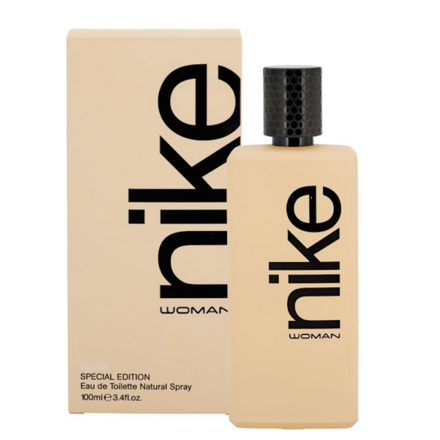 nike
WOMAN
SPECIAL EDITION
Eau de Toilette Natural Spray
100ml℮3.4fl.oz.
nike
WOMAN